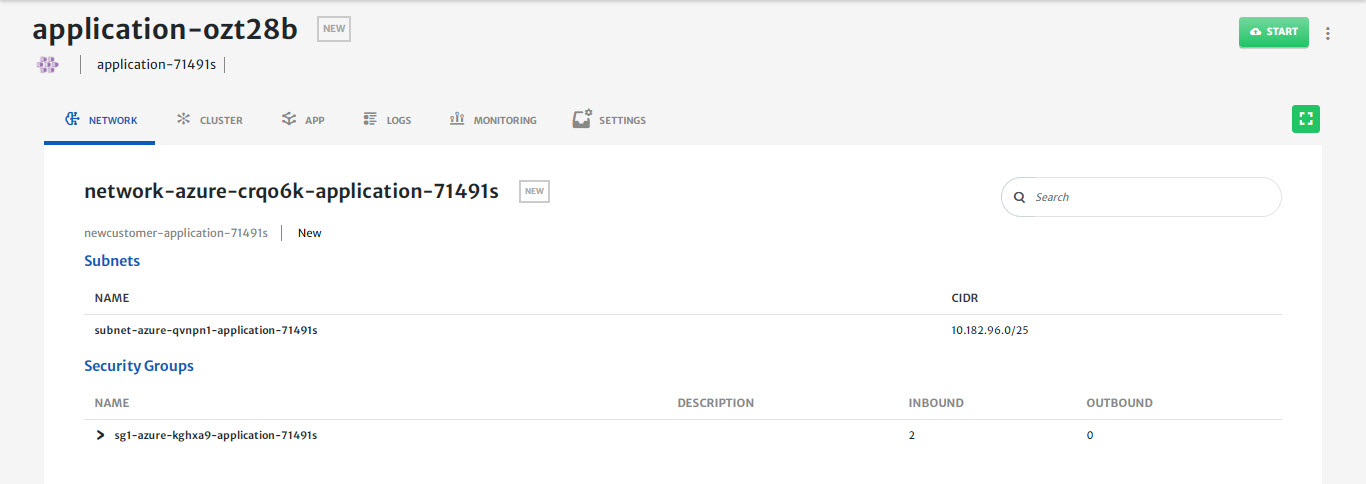 application-ozt28b NEW
START
application-71491s
NETWORK CLUSTER APP LOGS MONITORING SETTINGS
network-azure-crqo6k-application-71491s NEW
Search
newcustomer-application-71491s New
Subnets
NAME CIDR
subnet-azure-qvnpn1-application-71491s 10.182.96.0/25
Security Groups
NAME DESCRIPTION INBOUND OUTBOUND
sg1-azure-kghxa9-application-71491s 2 0